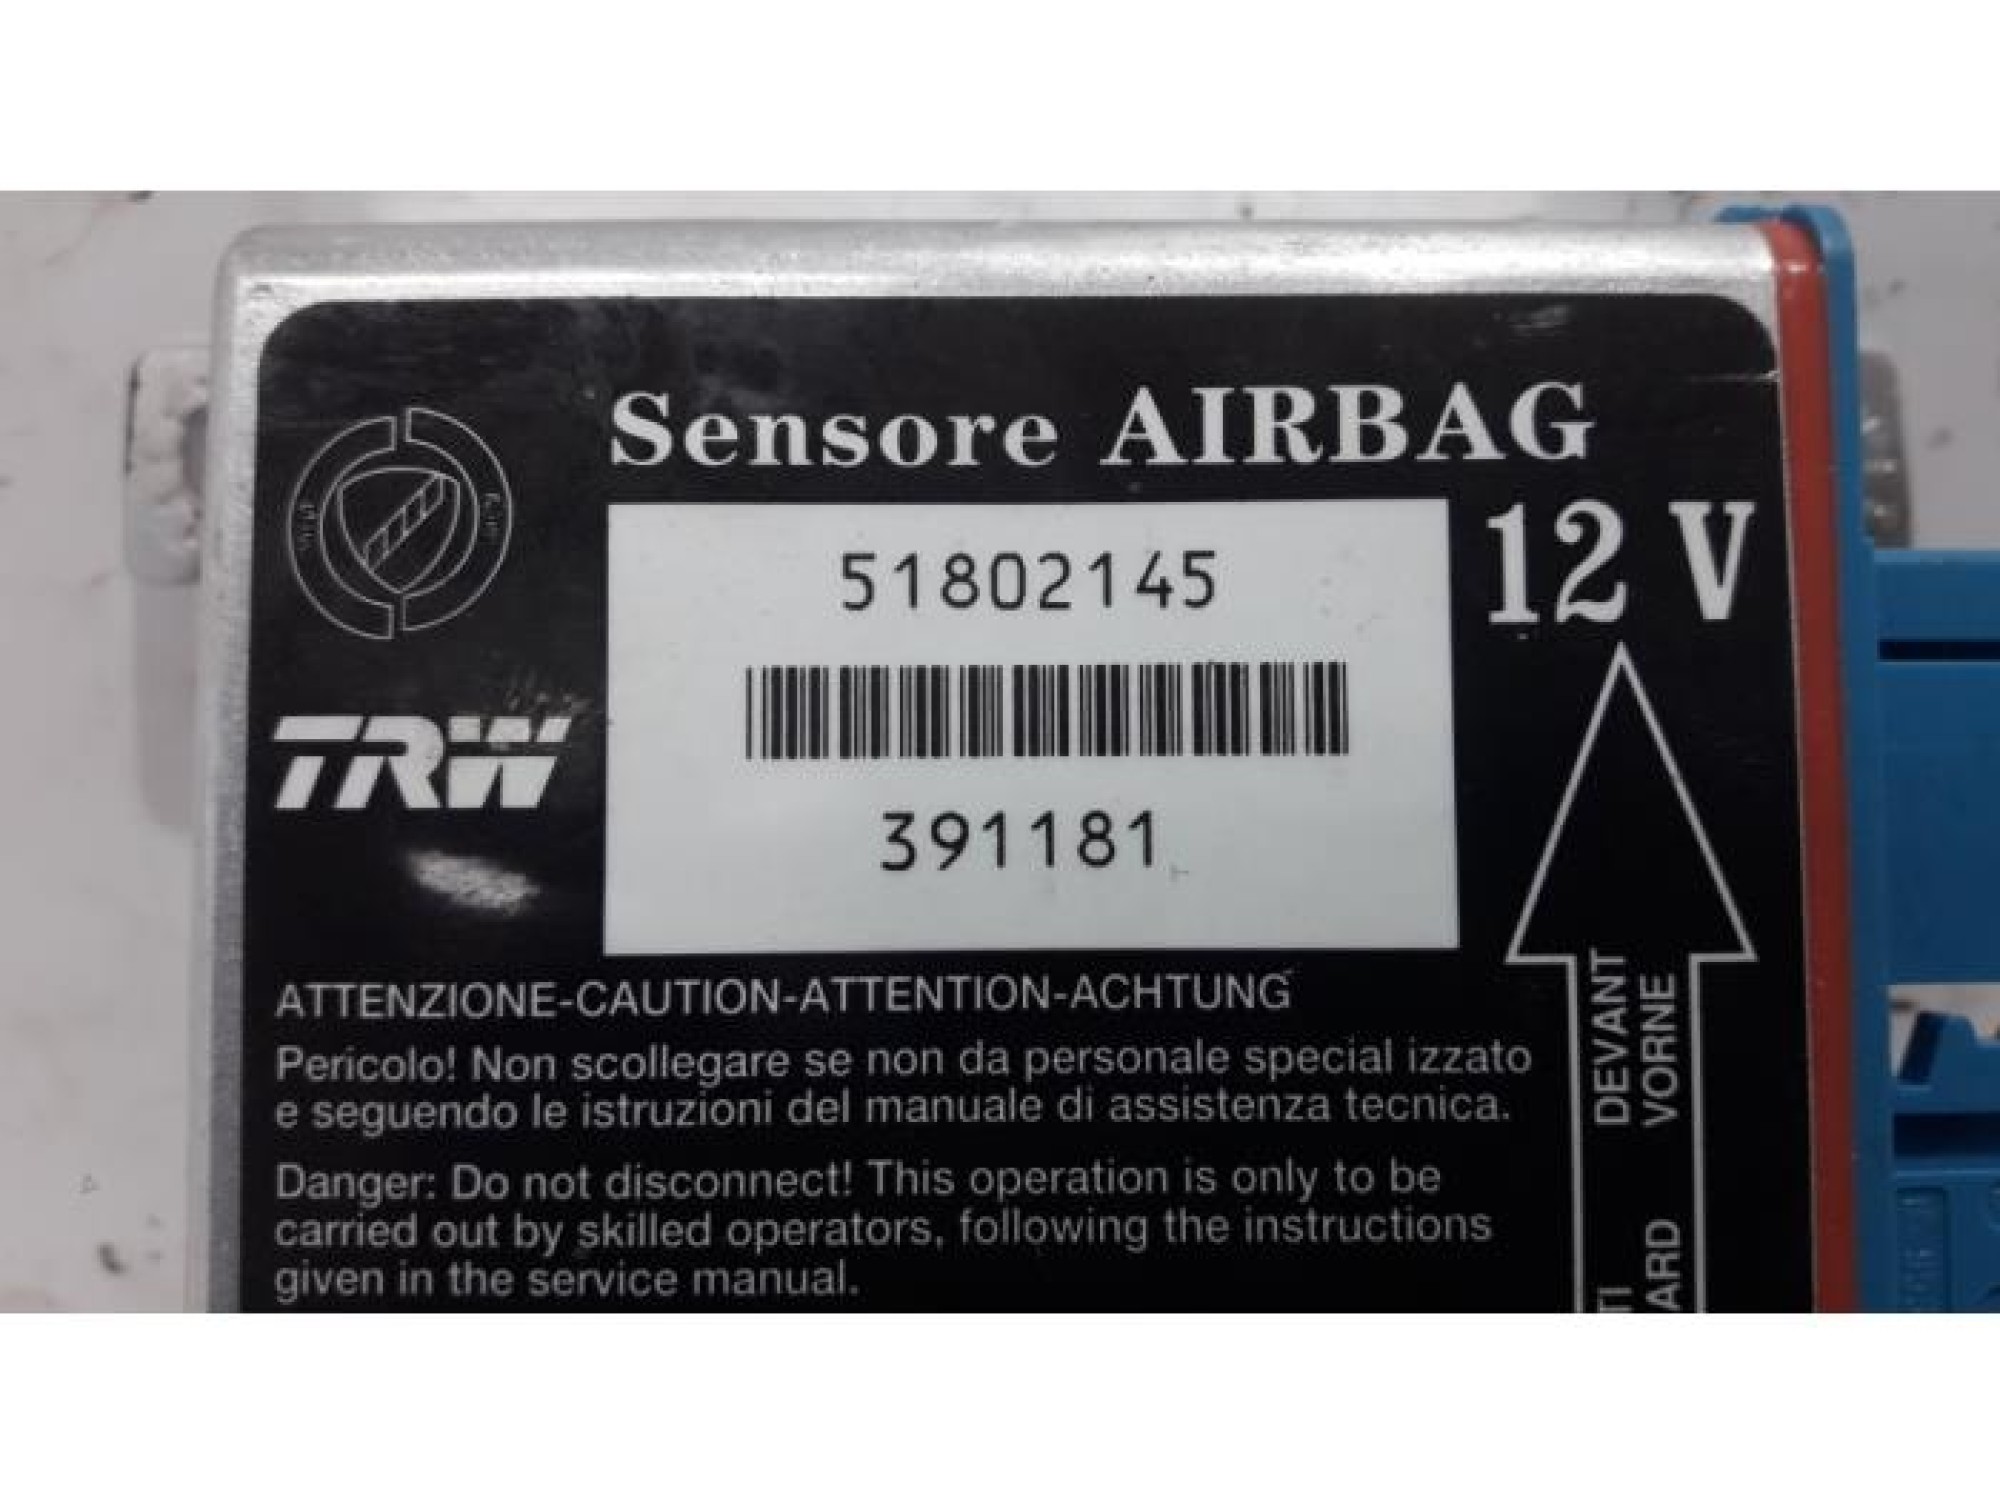 Sensore AIRBAG
51802145
12 V
TRW
391181
ATTENZIONE-CAUTION-ATTENTION-ACHTUNG
Pericolo! Non scollegare se non da personale special izzato
e seguendo le istruzioni del manuale di assistenza tecnica.
Danger: Do not disconnect! This operation is only to be
carried out by skilled operators, following the instructions
given in the service manual.
DEVANT
VORNE
TI
ARD